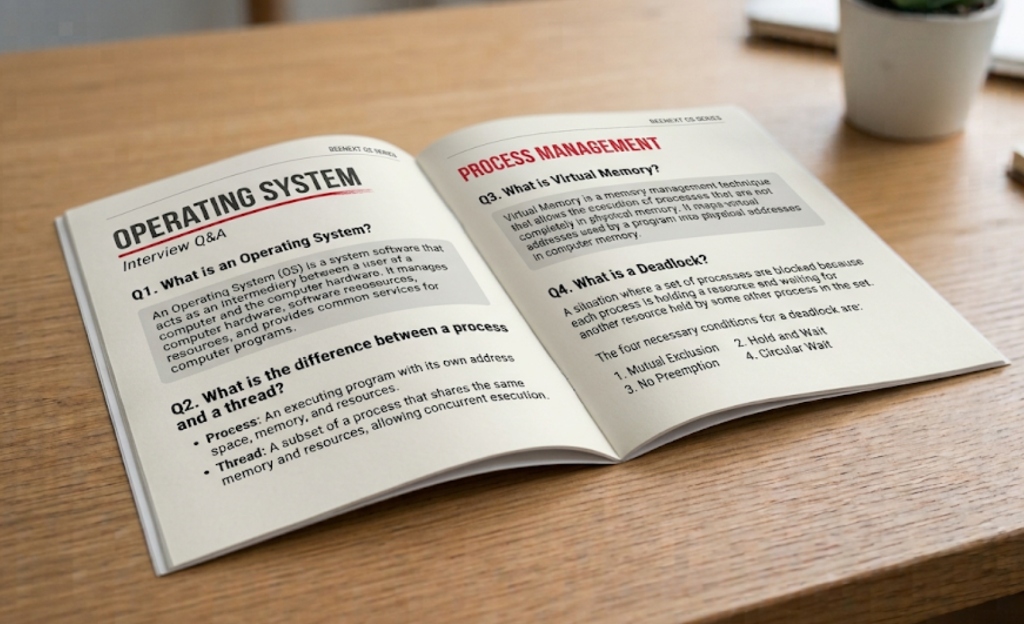 OPERATING SYSTEM
Interview Q&A
Q1. What is an Operating System?
An Operating System (OS) is a system software that
acts as an intermediary between a user of a
computer and the computer hardware. It manages
computer hardware, software
resources, and provides common services for
computer programs.
Q2. What is the difference between a process
and a thread?
• Process: An executing program with its own address
space, memory, and resources.
• Thread: A subset of a process that shares the same
memory and resources, allowing concurrent execution.
OS SERIES
PROCESS MANAGEMENT
Q3. What is Virtual Memory?
Virtual Memory is a memory management technique
that allows the execution of processes that are not
completely in physical memory. It maps virtual
addresses used by a program into physical addresses
in computer memory.
Q4. What is a Deadlock?
A situation where a set of processes are blocked because
each process is holding a resource and waiting for
another resource held by some other process in the set.
The four necessary conditions for a deadlock are:
1. Mutual Exclusion 2. Hold and Wait
3. No Preemption 4. Circular Wait